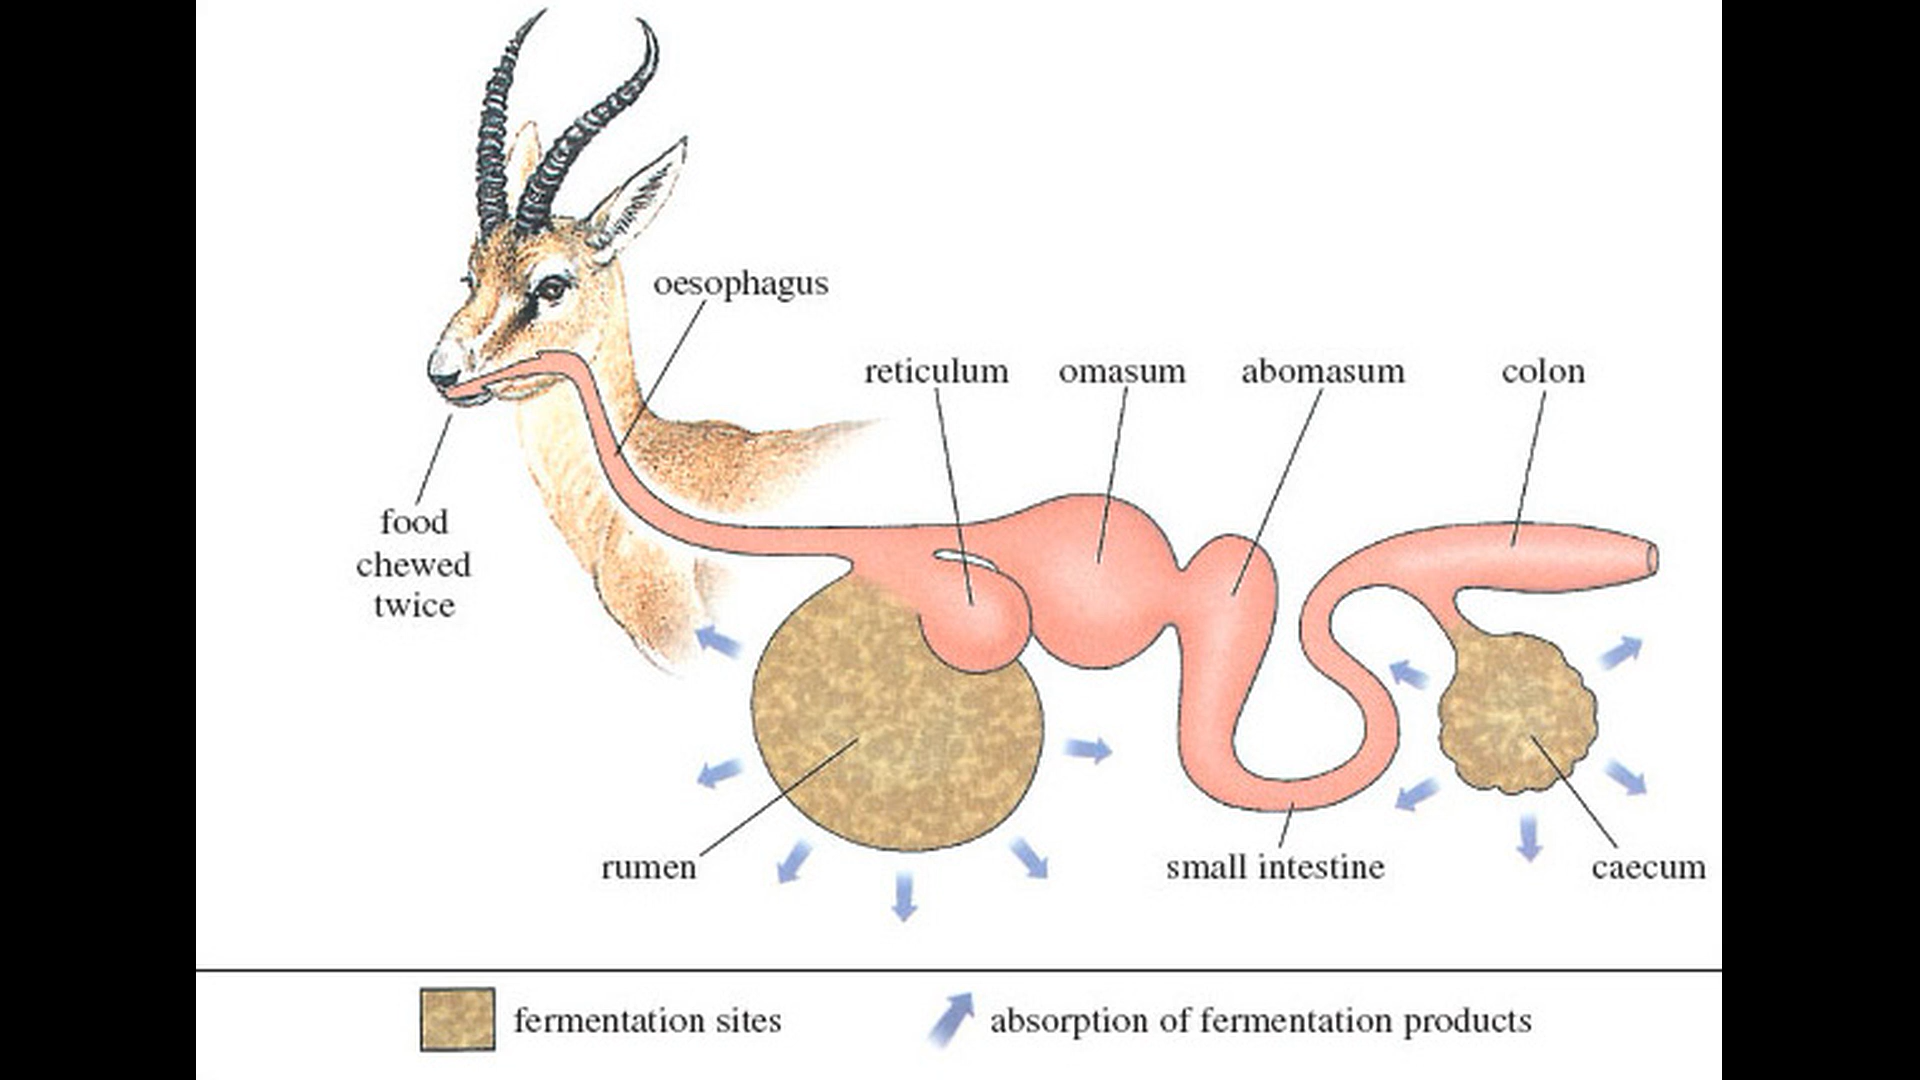 oesophagus
reticulum
omasum
abomasum
colon
food
chewed
twice
rumen
small intestine
caecum
fermentation sites
absorption of fermentation products